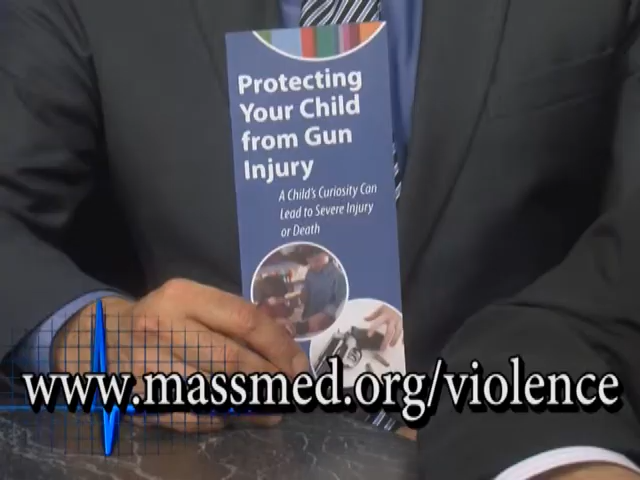 Protecting
Your Child
from Gun
Injury
A Child's Curiosity Can
Lead to Severe Injury
or Death
www.massmed.org/violence